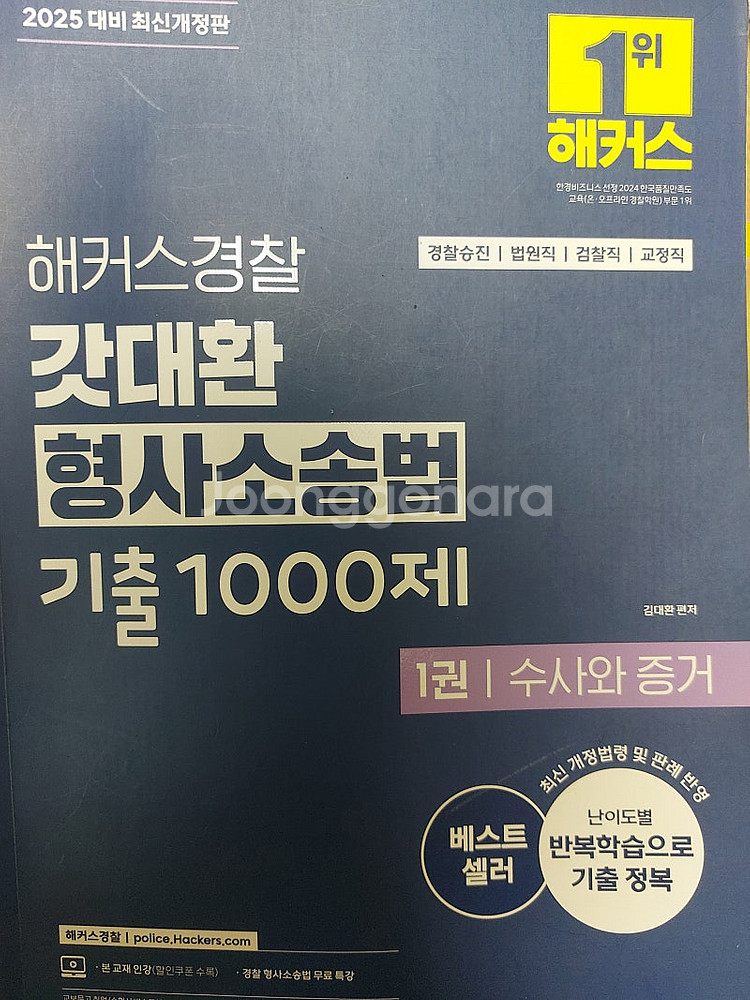 2025 대비 최신개정판
1위
해커스
한경비즈니스 선정 2024 한국품질만족도
교육(온·오프라인 경찰학원) 부문 1위
경찰승진 | 법원직 | 검찰직 | 교정직
해커스경찰
갓대환
형사소송법
Joonggonara
기출 1000제
김대환 편저
1권 | 수사와 증거
최신 개정법령 및 판례 반영
베스트
셀러
난이도별
반복학습으로
기출 정복
해커스경찰 | police.Hackers.com
· 본 교재 인강(할인쿠폰 수록) · 경찰 형사소송법 무료 특강